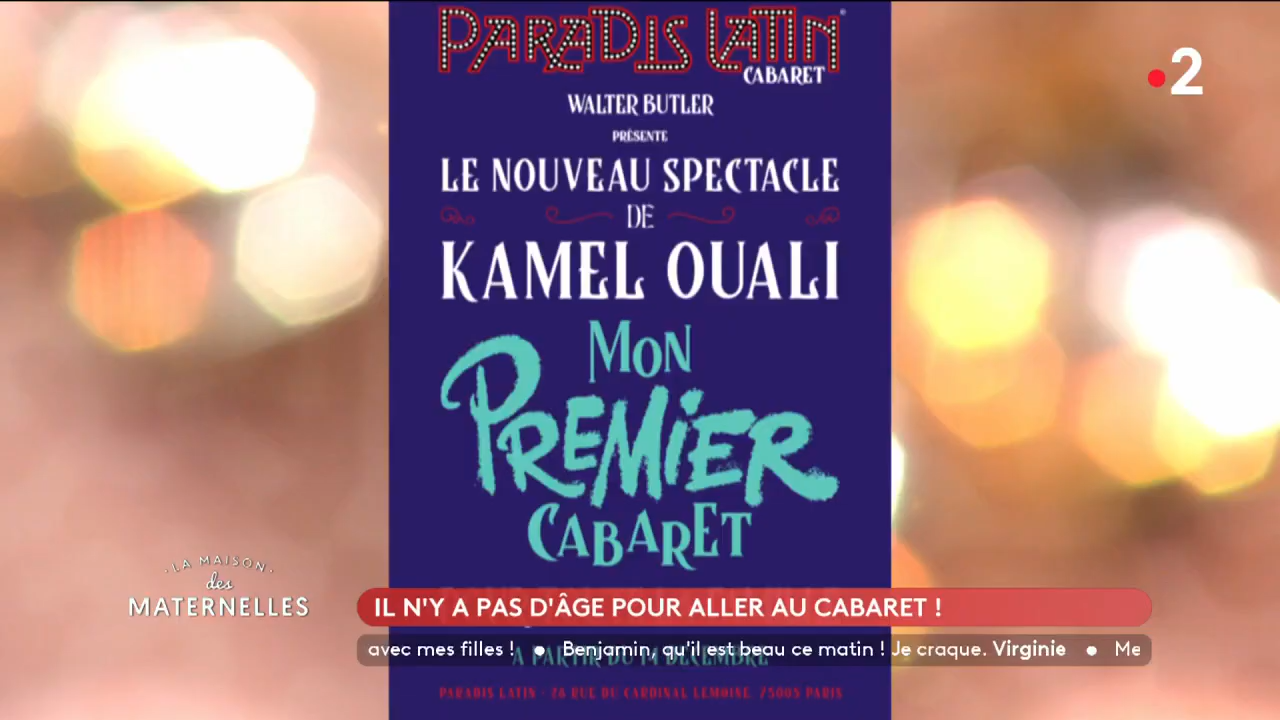 PARADIS LATIN
CABARET
WALTER BUTLER
PRÉSENTE
LE NOUVEAU SPECTACLE
DE
KAMEL OUALI
MON
PREMIER
CABARET
2
LA MAISON
des
MATERNELLES
IL N'Y A PAS D'ÂGE POUR ALLER AU CABARET !
avec mes filles ! ● Benjamin, qu'il est beau ce matin ! Je craque. Virginie ● Me
À PARTIR DU DÉCEMBRE
PARADIS LATIN - 28 RUE DU CARDINAL LEMOINE, 75005 PARIS